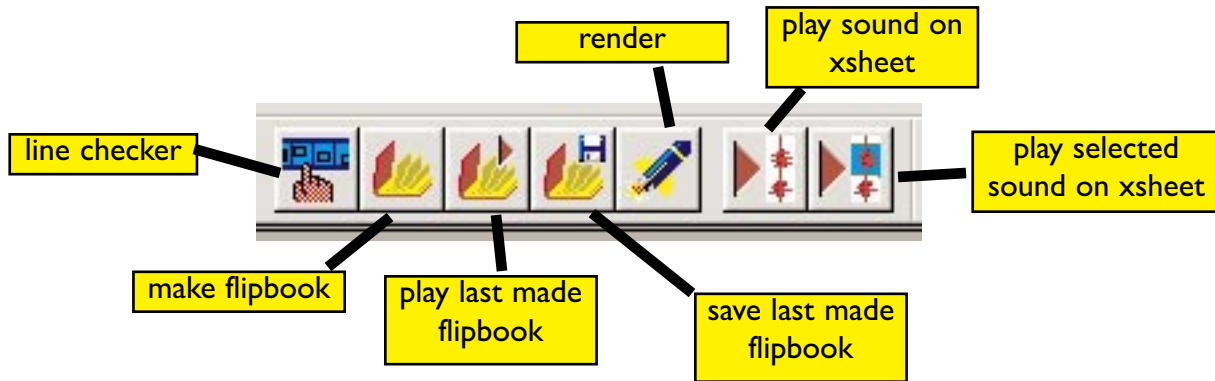 render
play sound on
xsheet
line checker
play selected
sound on xsheet
make flipbook
play last made
flipbook
save last made
flipbook